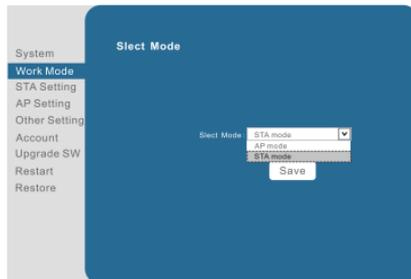 Slect Mode
System
Work Mode
STA Setting
AP Setting
Other Setting
Account
Upgrade SW
Restart
Restore
Slect Mode STA mode
AP mode
STA mode
Save